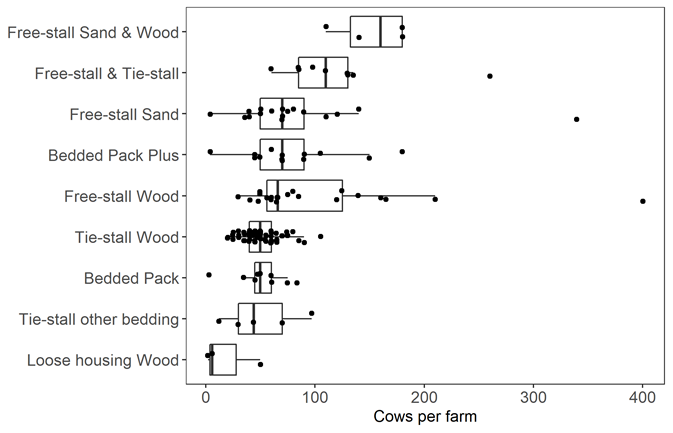 Free-stall Sand & Wood
Free-stall & Tie-stall
Free-stall Sand
Bedded Pack Plus
Free-stall Wood
Tie-stall Wood
Bedded Pack
Tie-stall other bedding
Loose housing Wood
0 100 200 300 400
Cows per farm